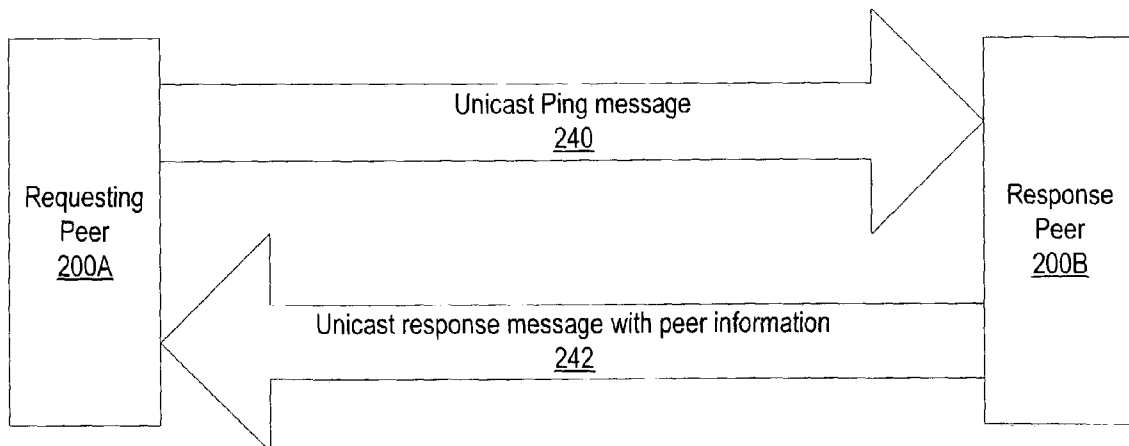 Unicast Ping message
240
Requesting
Peer
200A
Response
Peer
200B
Unicast response message with peer information
242